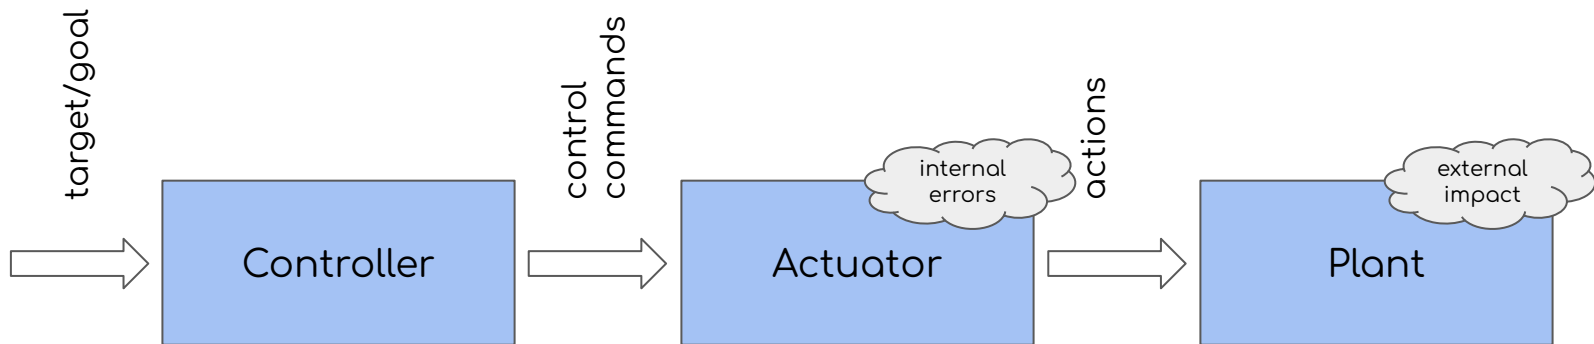 target/goal
Controller
control
commands
Actuator
internal
errors
actions
Plant
external
impact